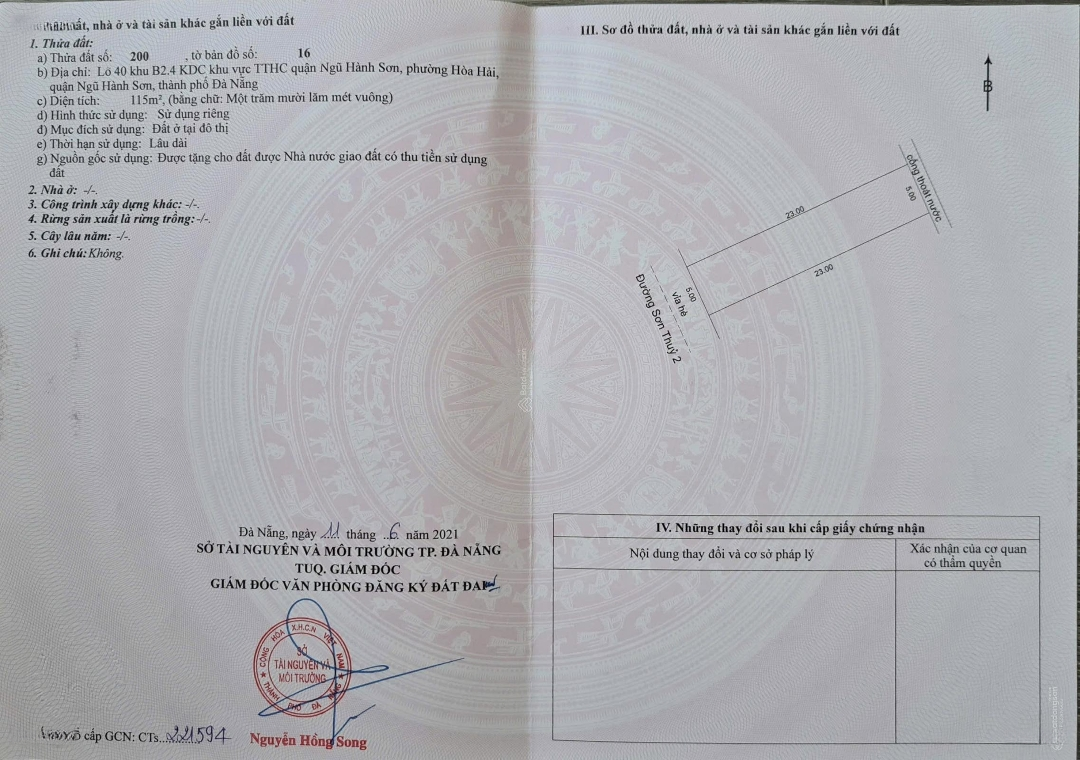 đất, nhà ở và tài sản khác gắn liền với đất
1. Thửa đất:
a) Thửa đất số: 200 , tờ bản đồ số: 16
b) Địa chỉ: Lô 40 khu B2.4 KDC khu vực TTHC quận Ngũ Hành Sơn, phường Hòa Hải,
quận Ngũ Hành Sơn, thành phố Đà Nẵng
c) Diện tích: 115m², (bằng chữ: Một trăm mười lăm mét vuông)
d) Hình thức sử dụng: Sử dụng riêng
đ) Mục đích sử dụng: Đất ở tại đô thị
e) Thời hạn sử dụng: Lâu dài
g) Nguồn gốc sử dụng: Được tặng cho đất được Nhà nước giao đất có thu tiền sử dụng
đất
2. Nhà ở: -/-.
3. Công trình xây dựng khác: -/-.
4. Rừng sản xuất là rừng trồng: -/-.
5. Cây lâu năm: -/-.
6. Ghi chú: Không.
Đà Nẵng, ngày 11 tháng 6 năm 2021
SỞ TÀI NGUYÊN VÀ MÔI TRƯỜNG TP. ĐÀ NẴNG
TUQ. GIÁM ĐỐC
GIÁM ĐỐC VĂN PHÒNG ĐĂNG KÝ ĐẤT ĐAI
CỘNG HÒA X.H.C.N VIỆT NAM
SỞ
TÀI NGUYÊN VÀ
MÔI TRƯỜNG
THÀNH PHỐ ĐÀ NẴNG
Nguyễn Hồng Song
cấp GCN: CTs 221594
III. Sơ đồ thửa đất, nhà ở và tài sản khác gắn liền với đất
B
cống thoát nước
5.00
23.00
23.00
5.00
vỉa hè
Đường Sơn Thuỷ 2
IV. Những thay đổi sau khi cấp giấy chứng nhận
Nội dung thay đổi và cơ sở pháp lý
Xác nhận của cơ quan
có thẩm quyền